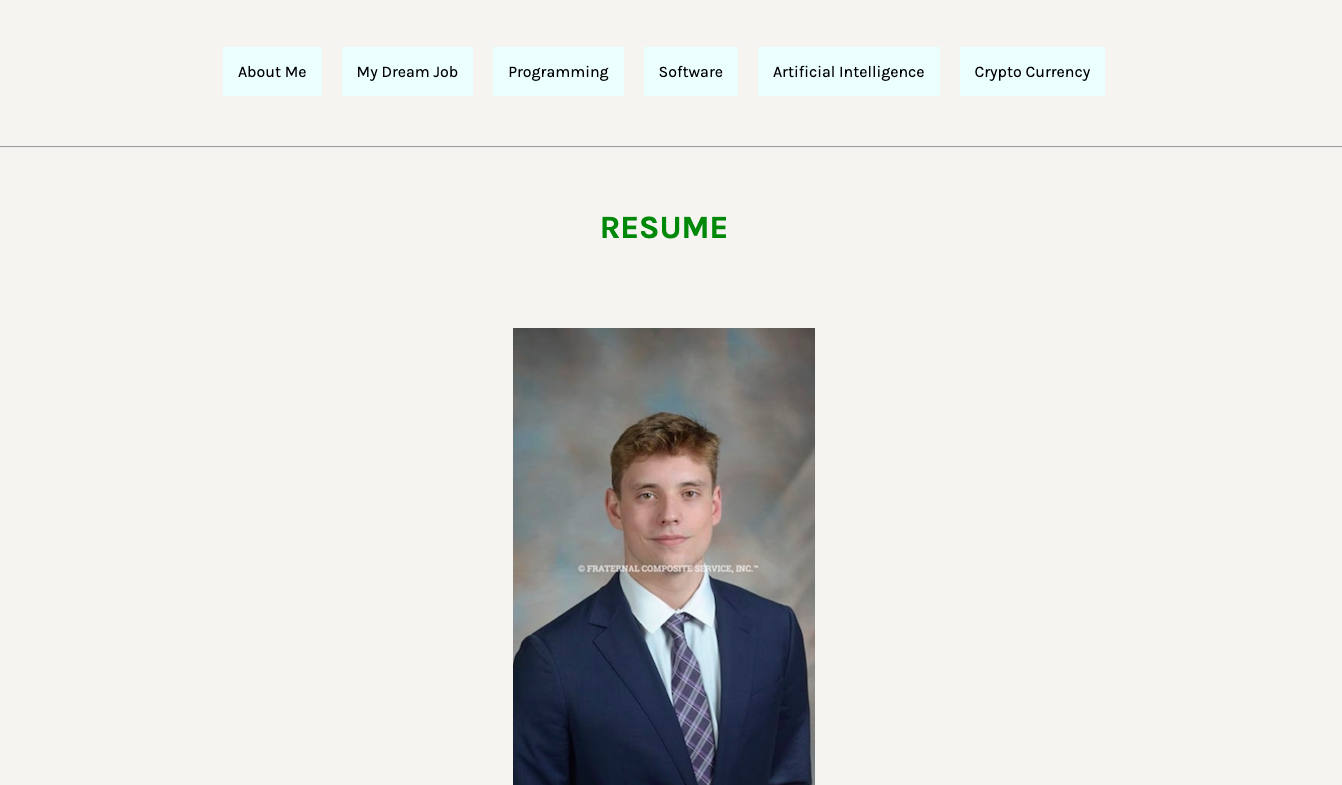 About Me
My Dream Job
Programming
Software
Artificial Intelligence
Crypto Currency
RESUME
© FRATERNAL COMPOSITE SERVICE, INC.™